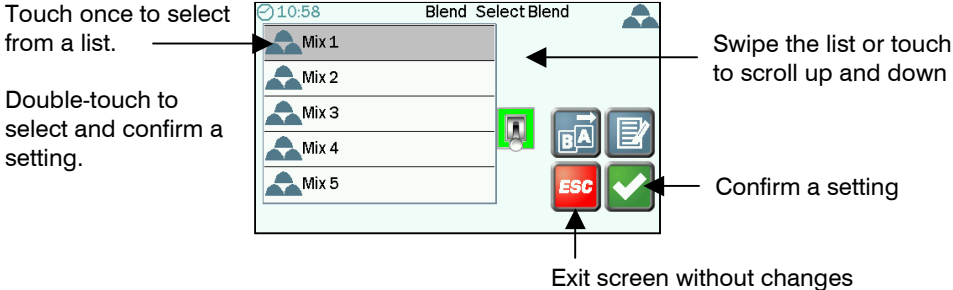 Touch once to select
from a list.
Double-touch to
select and confirm a
setting.
10:58 Blend Select Blend
Mix 1
Mix 2
Mix 3
Mix 4
Mix 5
B A
ESC
Swipe the list or touch
to scroll up and down
Confirm a setting
Exit screen without changes